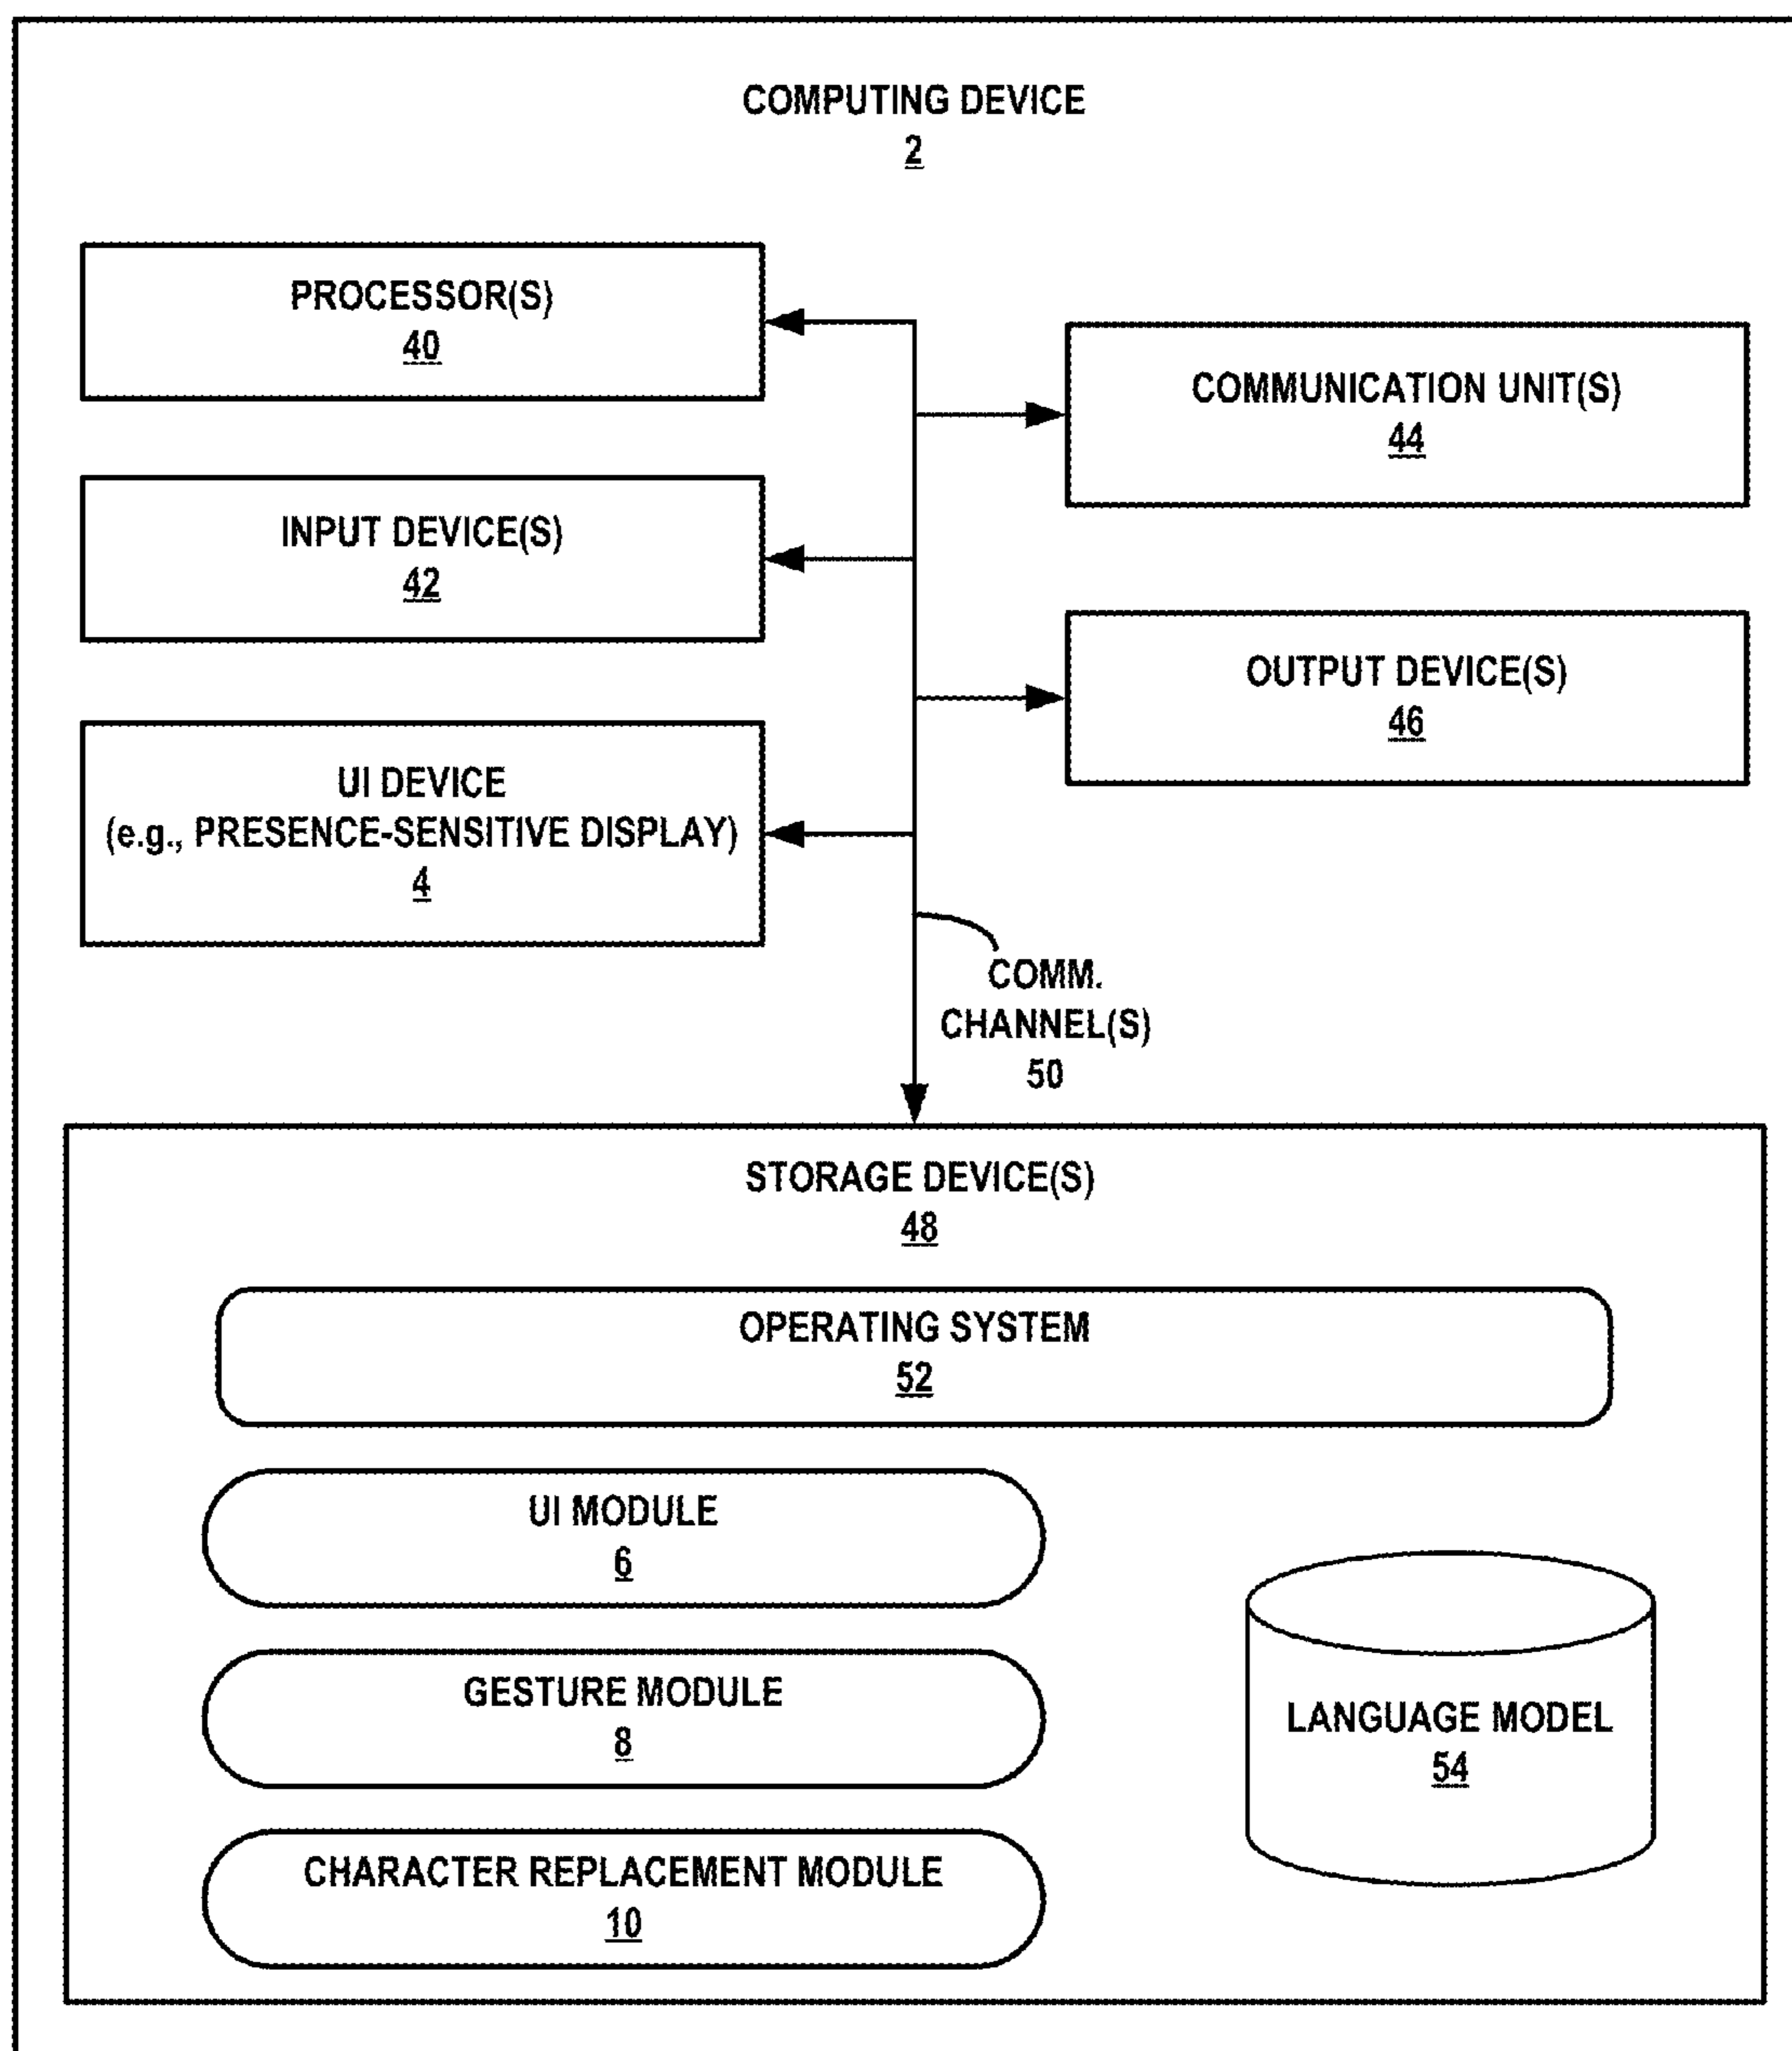 COMPUTING DEVICE
2
PROCESSOR(S)
40
COMMUNICATION UNIT(S)
44
INPUT DEVICE(S)
42
OUTPUT DEVICE(S)
46
UI DEVICE
(e.g., PRESENCE-SENSITIVE DISPLAY)
4
COMM.
CHANNEL(S)
50
STORAGE DEVICE(S)
48
OPERATING SYSTEM
52
UI MODULE
6
GESTURE MODULE
8
LANGUAGE MODEL
54
CHARACTER REPLACEMENT MODULE
10